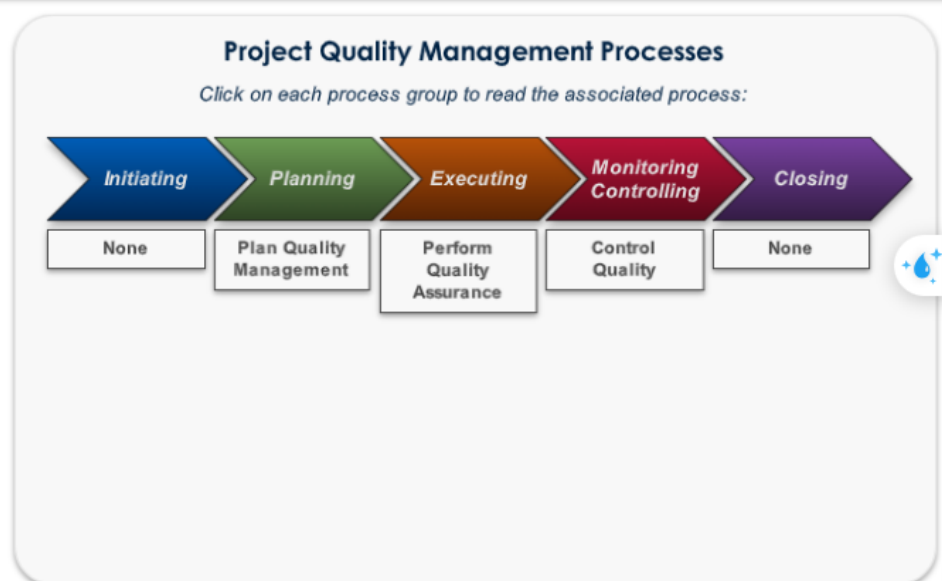 Project Quality Management Processes
Click on each process group to read the associated process:
Initiating
Planning
Executing
Monitoring
Controlling
Closing
None
Plan Quality
Management
Perform
Quality
Assurance
Control
Quality
None